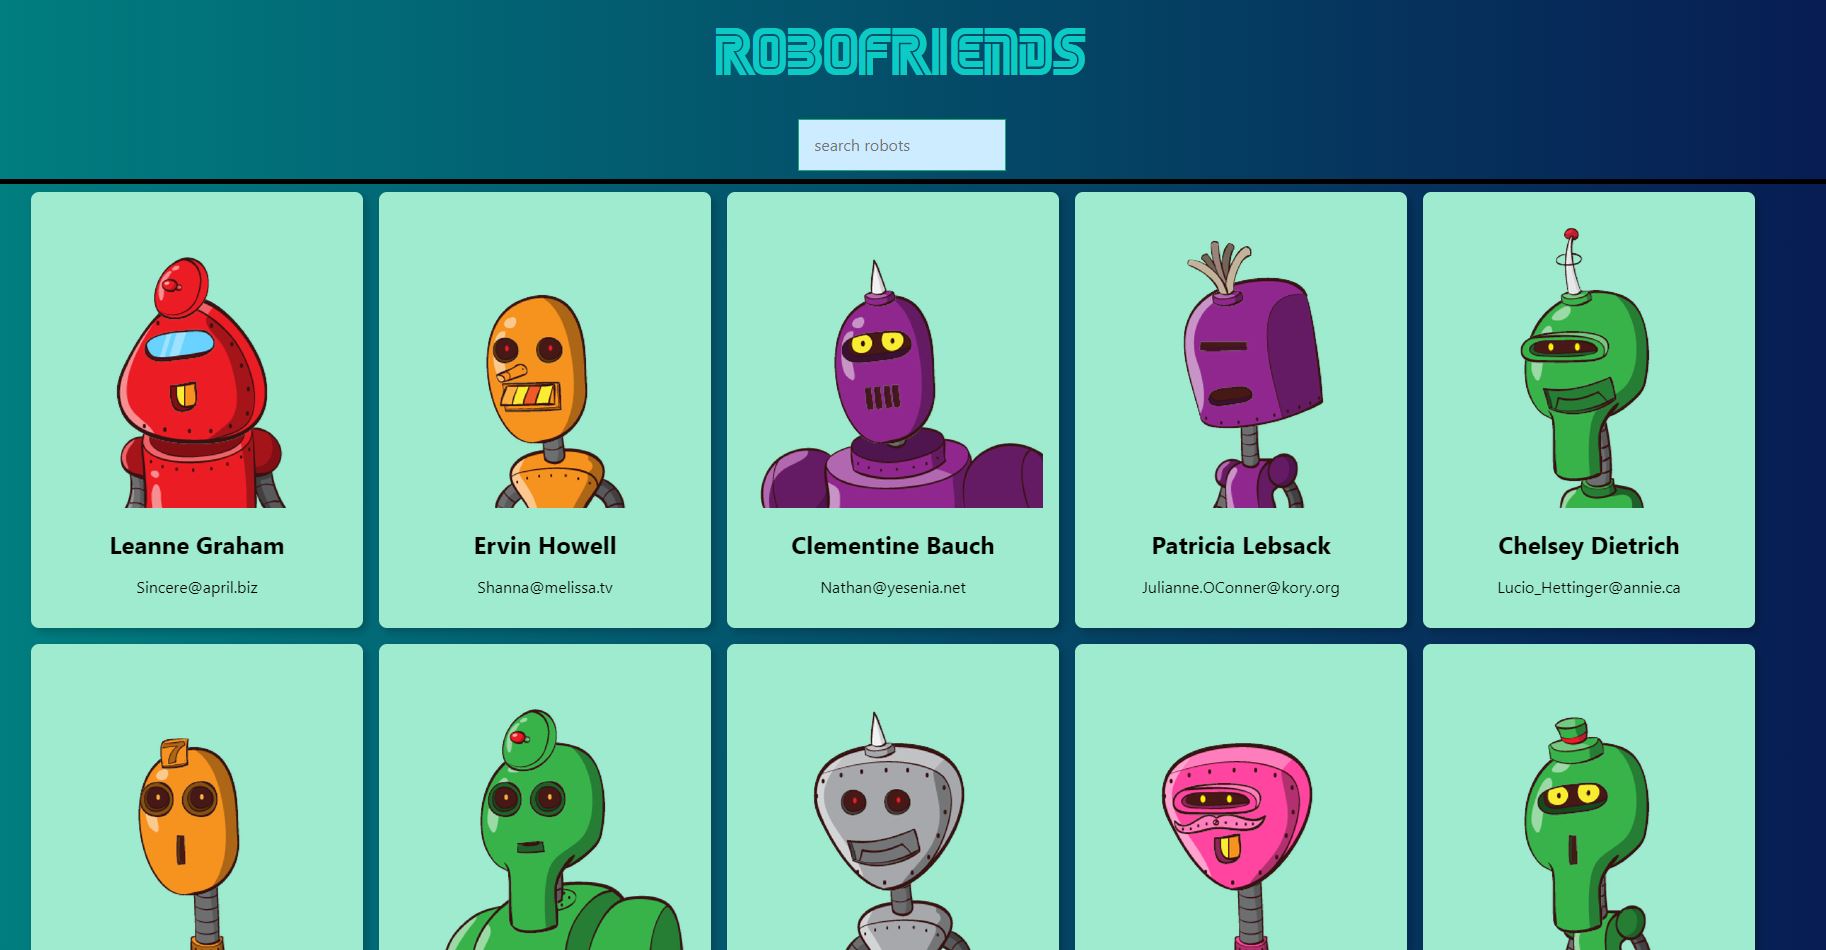 ROBOFRIENDS
search robots
Leanne Graham
Sincere@april.biz
Ervin Howell
Shanna@melissa.tv
Clementine Bauch
Nathan@yesenia.net
Patricia Lebsack
Julianne.OConner@kory.org
Chelsey Dietrich
Lucio_Hettinger@annie.ca
7